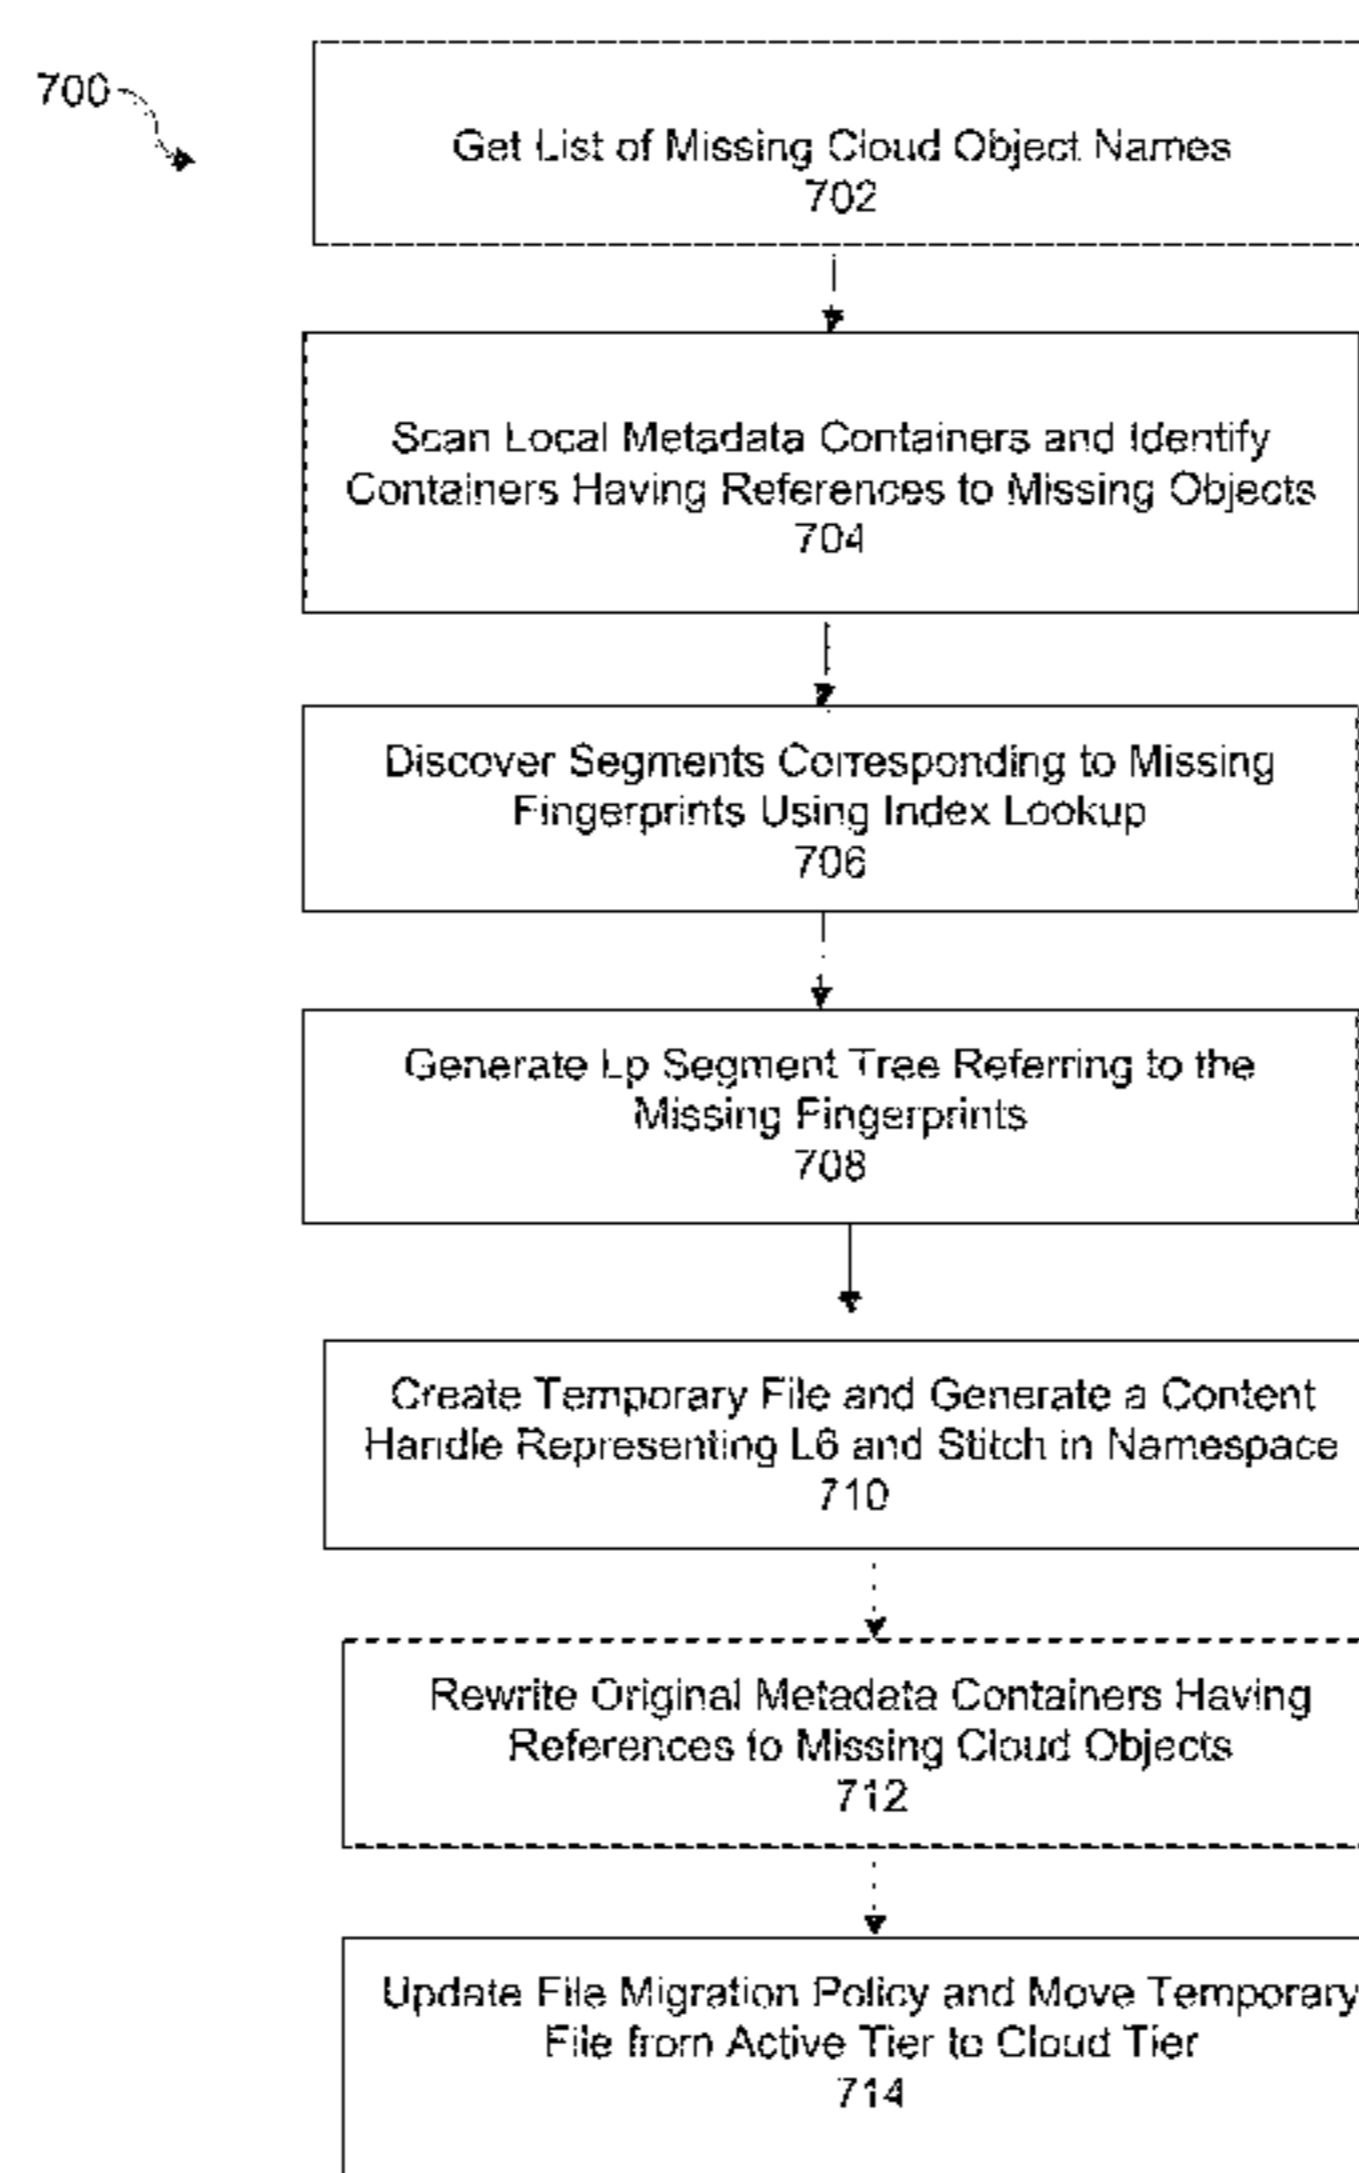 700
Get List of Missing Cloud Object Names
702
Scan Local Metadata Containers and Identify
Containers Having References to Missing Objects
704
Discover Segments Corresponding to Missing
Fingerprints Using Index Lookup
706
Generate Lp Segment Tree Referring to the
Missing Fingerprints
708
Create Temporary File and Generate a Content
Handle Representing L6 and Stitch in Namespace
710
Rewrite Original Metadata Containers Having
References to Missing Cloud Objects
712
Update File Migration Policy and Move Temporary
File from Active Tier to Cloud Tier
714